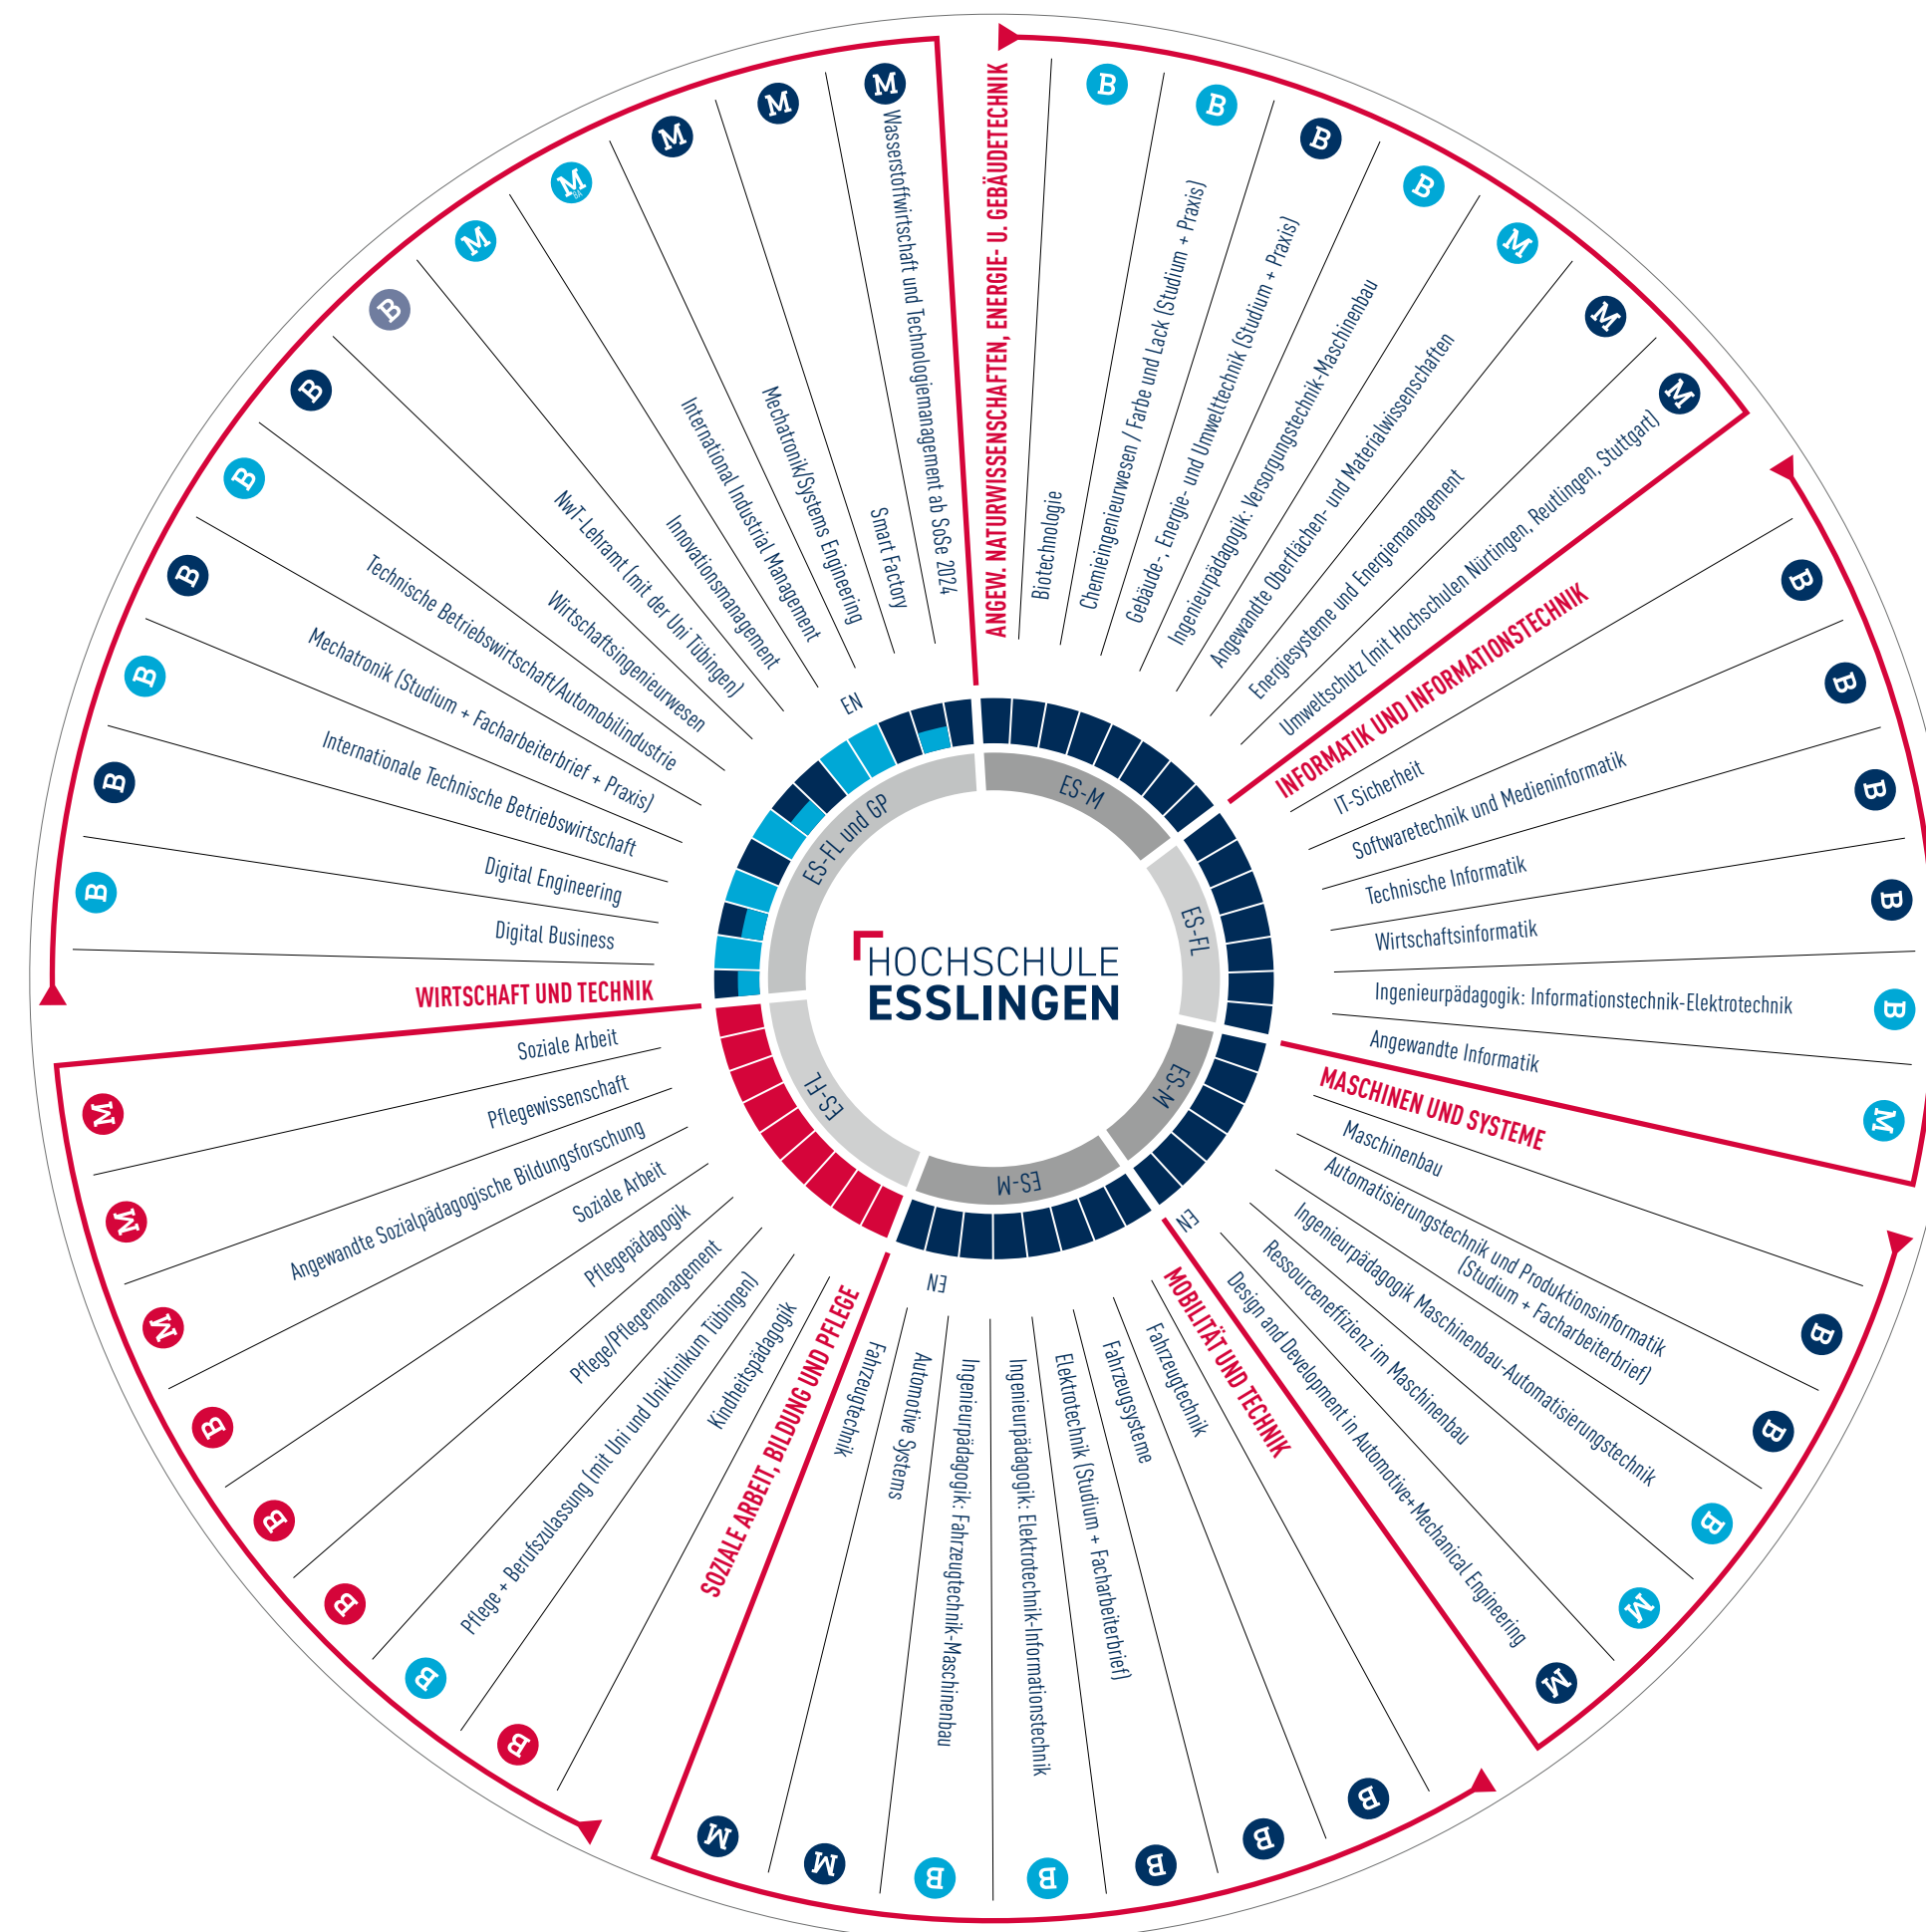 HOCHSCHULE
ESSLINGEN
ANGEW. NATURWISSENSCHAFTEN, ENERGIE- U. GEBÄUDETECHNIK
Biotechnologie
B
Chemieingenieurwesen / Farbe und Lack (Studium + Praxis)
B
Gebäude-, Energie- und Umwelttechnik (Studium + Praxis)
B
Ingenieurpädagogik: Versorgungstechnik-Maschinenbau
B
Angewandte Oberflächen- und Materialwissenschaften
M
Energiesysteme und Energiemanagement
M
Umweltschutz (mit Hochschulen Nürtingen, Reutlingen, Stuttgart)
M
ES-M
INFORMATIK UND INFORMATIONSTECHNIK
IT-Sicherheit
B
Softwaretechnik und Medieninformatik
B
Technische Informatik
B
Wirtschaftsinformatik
B
Ingenieurpädagogik: Informationstechnik-Elektrotechnik
B
Angewandte Informatik
M
ES-FL
MASCHINEN UND SYSTEME
Maschinenbau
B
Automatisierungstechnik und Produktionsinformatik
(Studium + Facharbeiterbrief)
B
Ingenieurpädagogik Maschinenbau-Automatisierungstechnik
B
Ressourceneffizienz im Maschinenbau
M
Design and Development in Automotive+Mechanical Engineering
M
EN
ES-M
MOBILITÄT UND TECHNIK
Fahrzeugtechnik
B
Fahrzeugsysteme
B
Elektrotechnik (Studium + Facharbeiterbrief)
B
Ingenieurpädagogik: Elektrotechnik-Informationstechnik
B
Ingenieurpädagogik: Fahrzeugtechnik-Maschinenbau
B
Automotive Systems
M
EN
Fahrzeugtechnik
M
ES-M
SOZIALE ARBEIT, BILDUNG UND PFLEGE
Kindheitspädagogik
B
Pflege + Berufszulassung (mit Uni und Uniklinikum Tübingen)
B
Pflege/Pflegemanagement
B
Pflegepädagogik
B
Soziale Arbeit
B
Angewandte Sozialpädagogische Bildungsforschung
M
Pflegewissenschaft
M
Soziale Arbeit
M
ES-FL
WIRTSCHAFT UND TECHNIK
Digital Business
B
Digital Engineering
B
Internationale Technische Betriebswirtschaft
B
Mechatronik (Studium + Facharbeiterbrief + Praxis)
B
Technische Betriebswirtschaft/Automobilindustrie
B
Wirtschaftsingenieurwesen
B
NwT-Lehramt (mit der Uni Tübingen)
B
Innovationsmanagement
M
International Industrial Management
M
BA
EN
Mechatronik/Systems Engineering
M
Smart Factory
M
Wasserstoffwirtschaft und Technologiemanagement ab SoSe 2024
M
ES-FL und GP